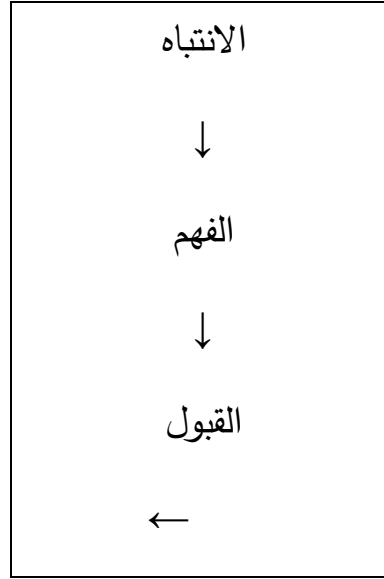 الانتباه
↓
الفهم
↓
القبول
←